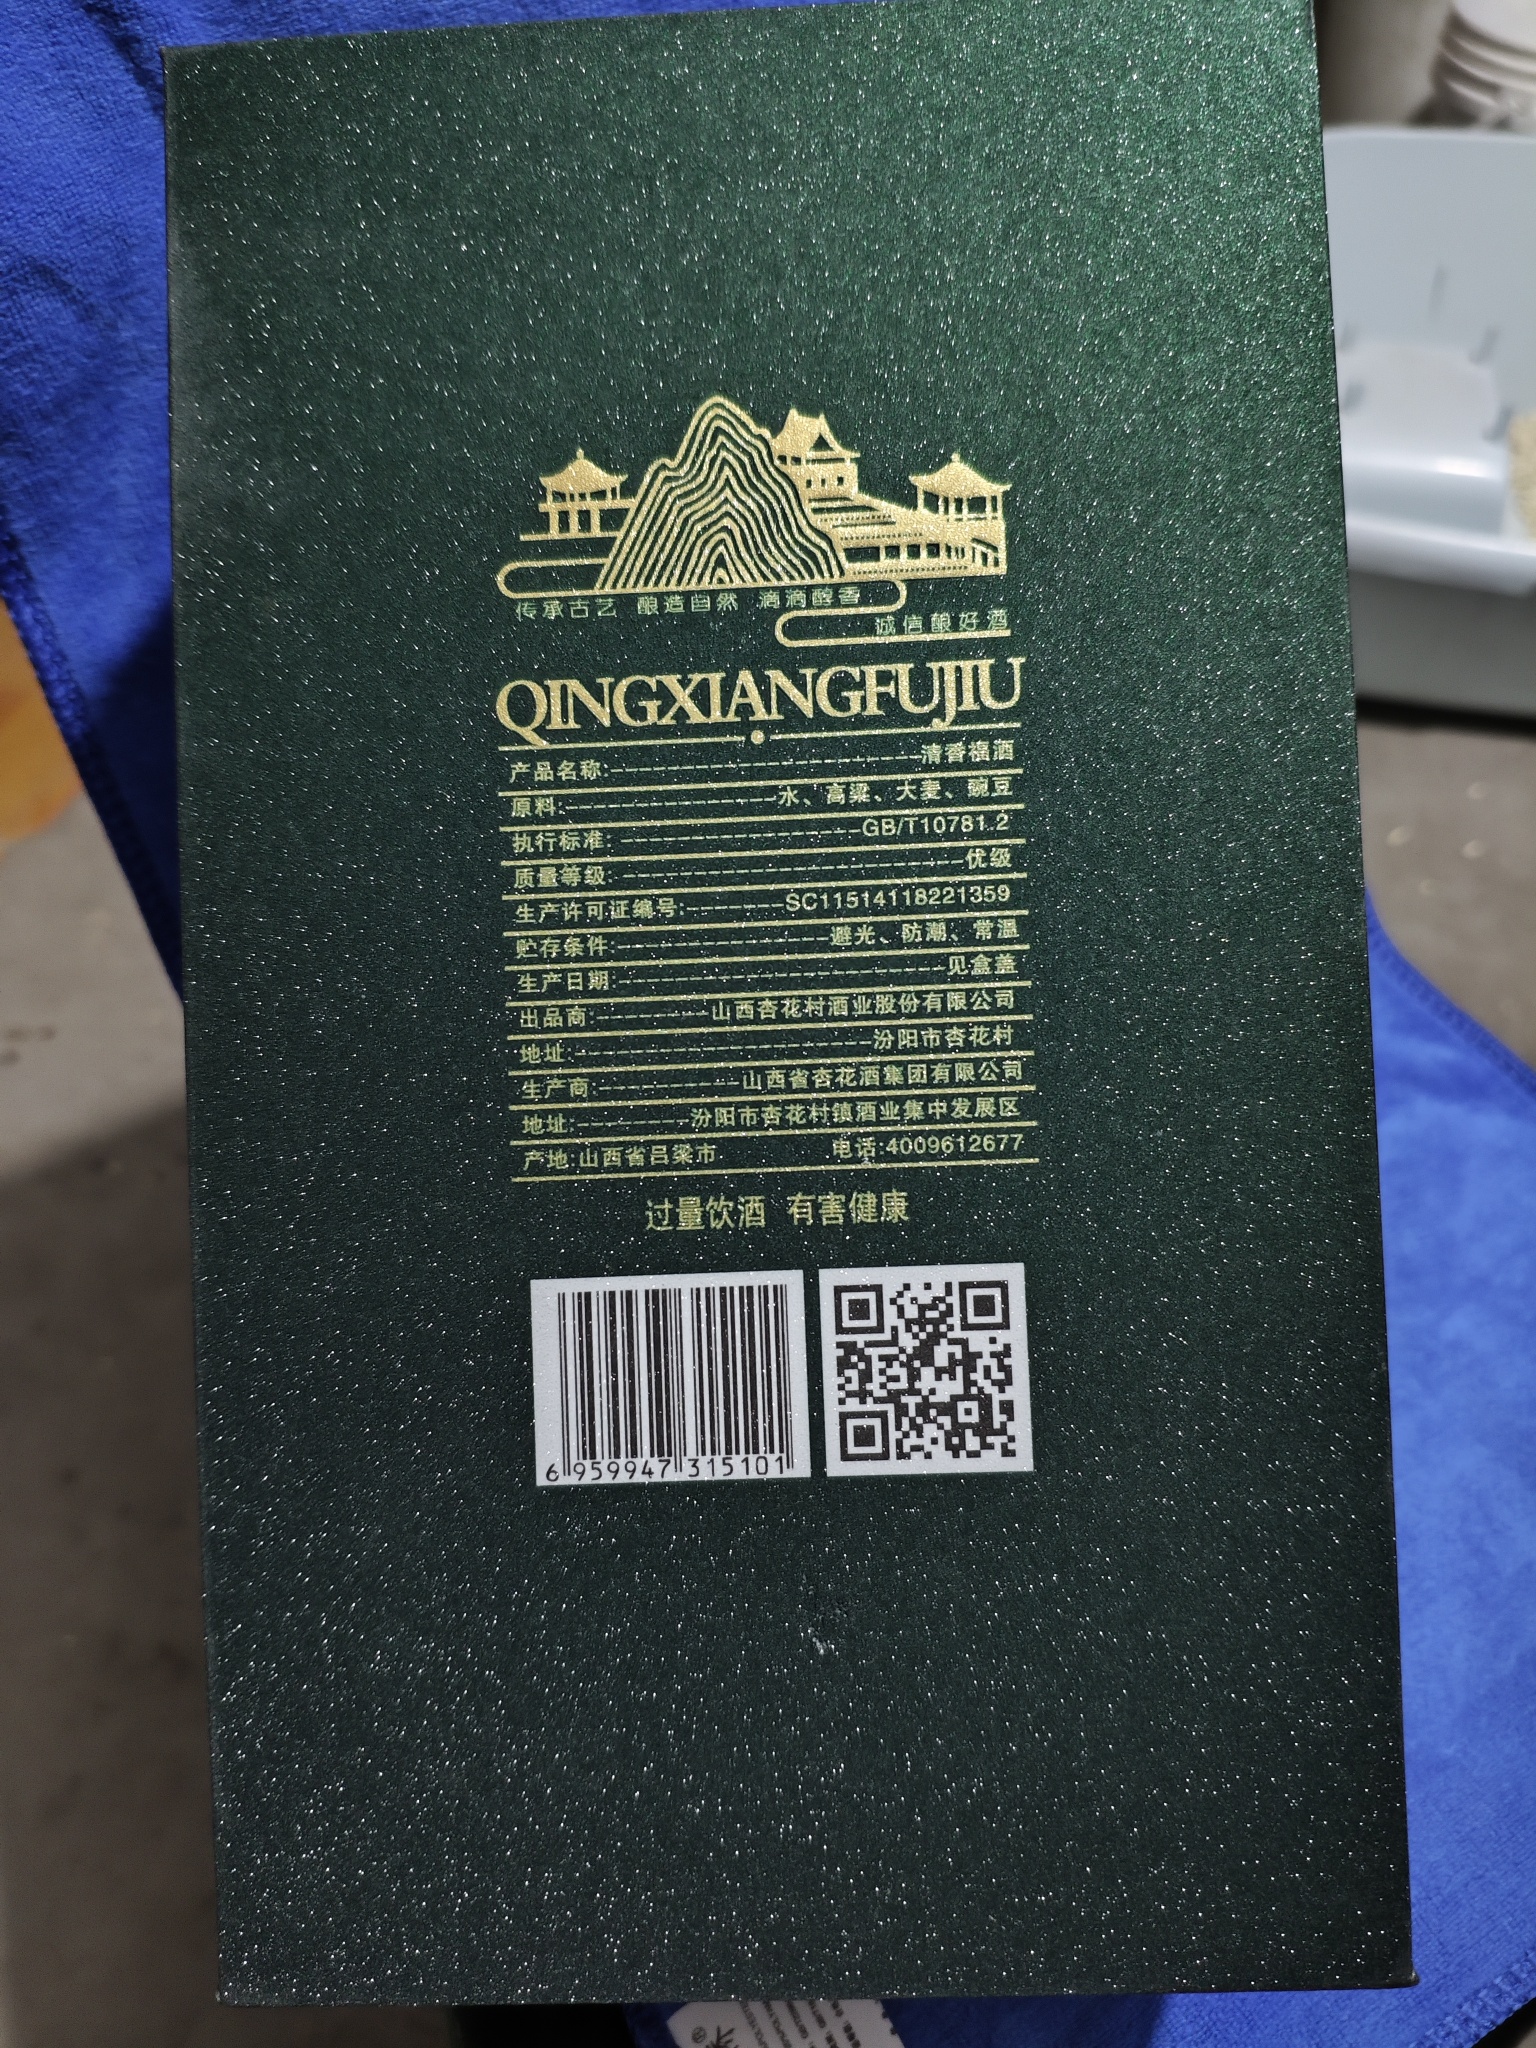 传承古艺 酿造自然 滴滴醇香
诚信酿好酒
QINGXIANGFUJIU
产品名称:----------------------清香福酒
原料:----------------水、高粱、大麦、豌豆
执行标准:-----------------GB/T10781.2
质量等级:------------------------优级
生产许可证编号:-------SC11514118221359
贮存条件:----------------避光、防潮、常温
生产日期:-------------------------见盒盖
出品商:---------山西杏花村酒业股份有限公司
地址:-----------------------汾阳市杏花村
生产商:-----------山西省杏花酒集团有限公司
地址:---------汾阳市杏花村镇酒业集中发展区
产地:山西省吕梁市 电话:4009612677
过量饮酒 有害健康
6 959947 315101